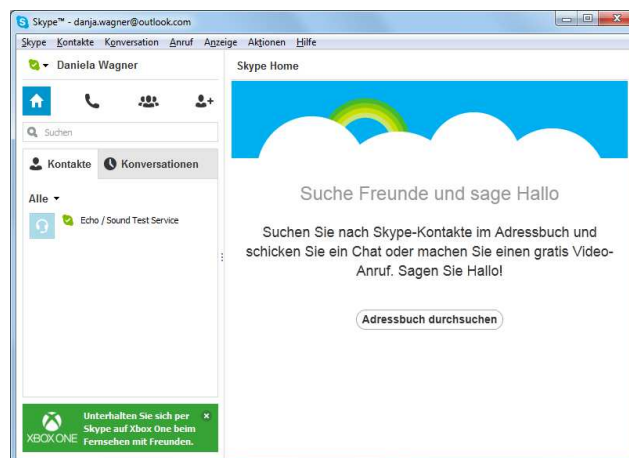 Skype™ - danja.wagner@outlook.com
Skype Kontakte Konversation Anruf Anzeige Aktionen Hilfe
Daniela Wagner
Skype Home
Suchen
Kontakte Konversationen
Alle
Echo / Sound Test Service
Suche Freunde und sage Hallo
Suchen Sie nach Skype-Kontakte im Adressbuch und
schicken Sie ein Chat oder machen Sie einen gratis Video-
Anruf. Sagen Sie Hallo!
Adressbuch durchsuchen
XBOX ONE
Unterhalten Sie sich per
Skype auf Xbox One beim
Fernsehen mit Freunden.